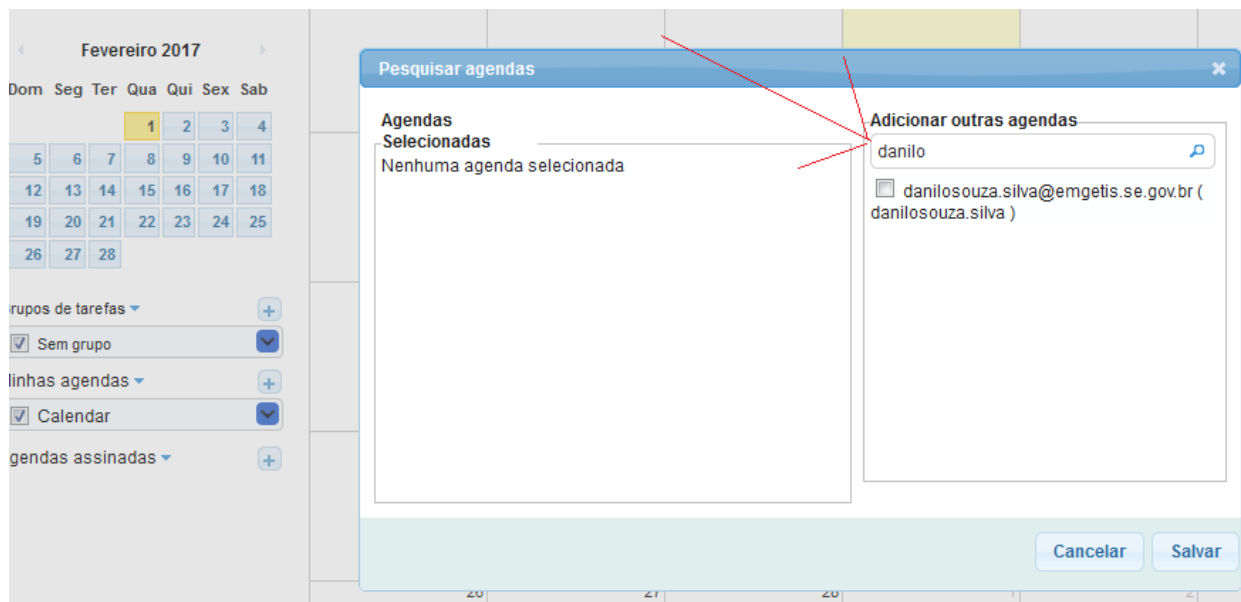 Fevereiro 2017
Dom Seg Ter Qua Qui Sex Sab
1 2 3 4
5 6 7 8 9 10 11
12 13 14 15 16 17 18
19 20 21 22 23 24 25
26 27 28
rupos de tarefas
Sem grupo
linhas agendas
Calendar
gendas assinadas
Pesquisar agendas
Agendas
Selecionadas
Nenhuma agenda selecionada
Adicionar outras agendas
danilo
danilosouza.silva@emgetis.se.gov.br (
danilosouza.silva )
Cancelar Salvar
26 27 28 1 2